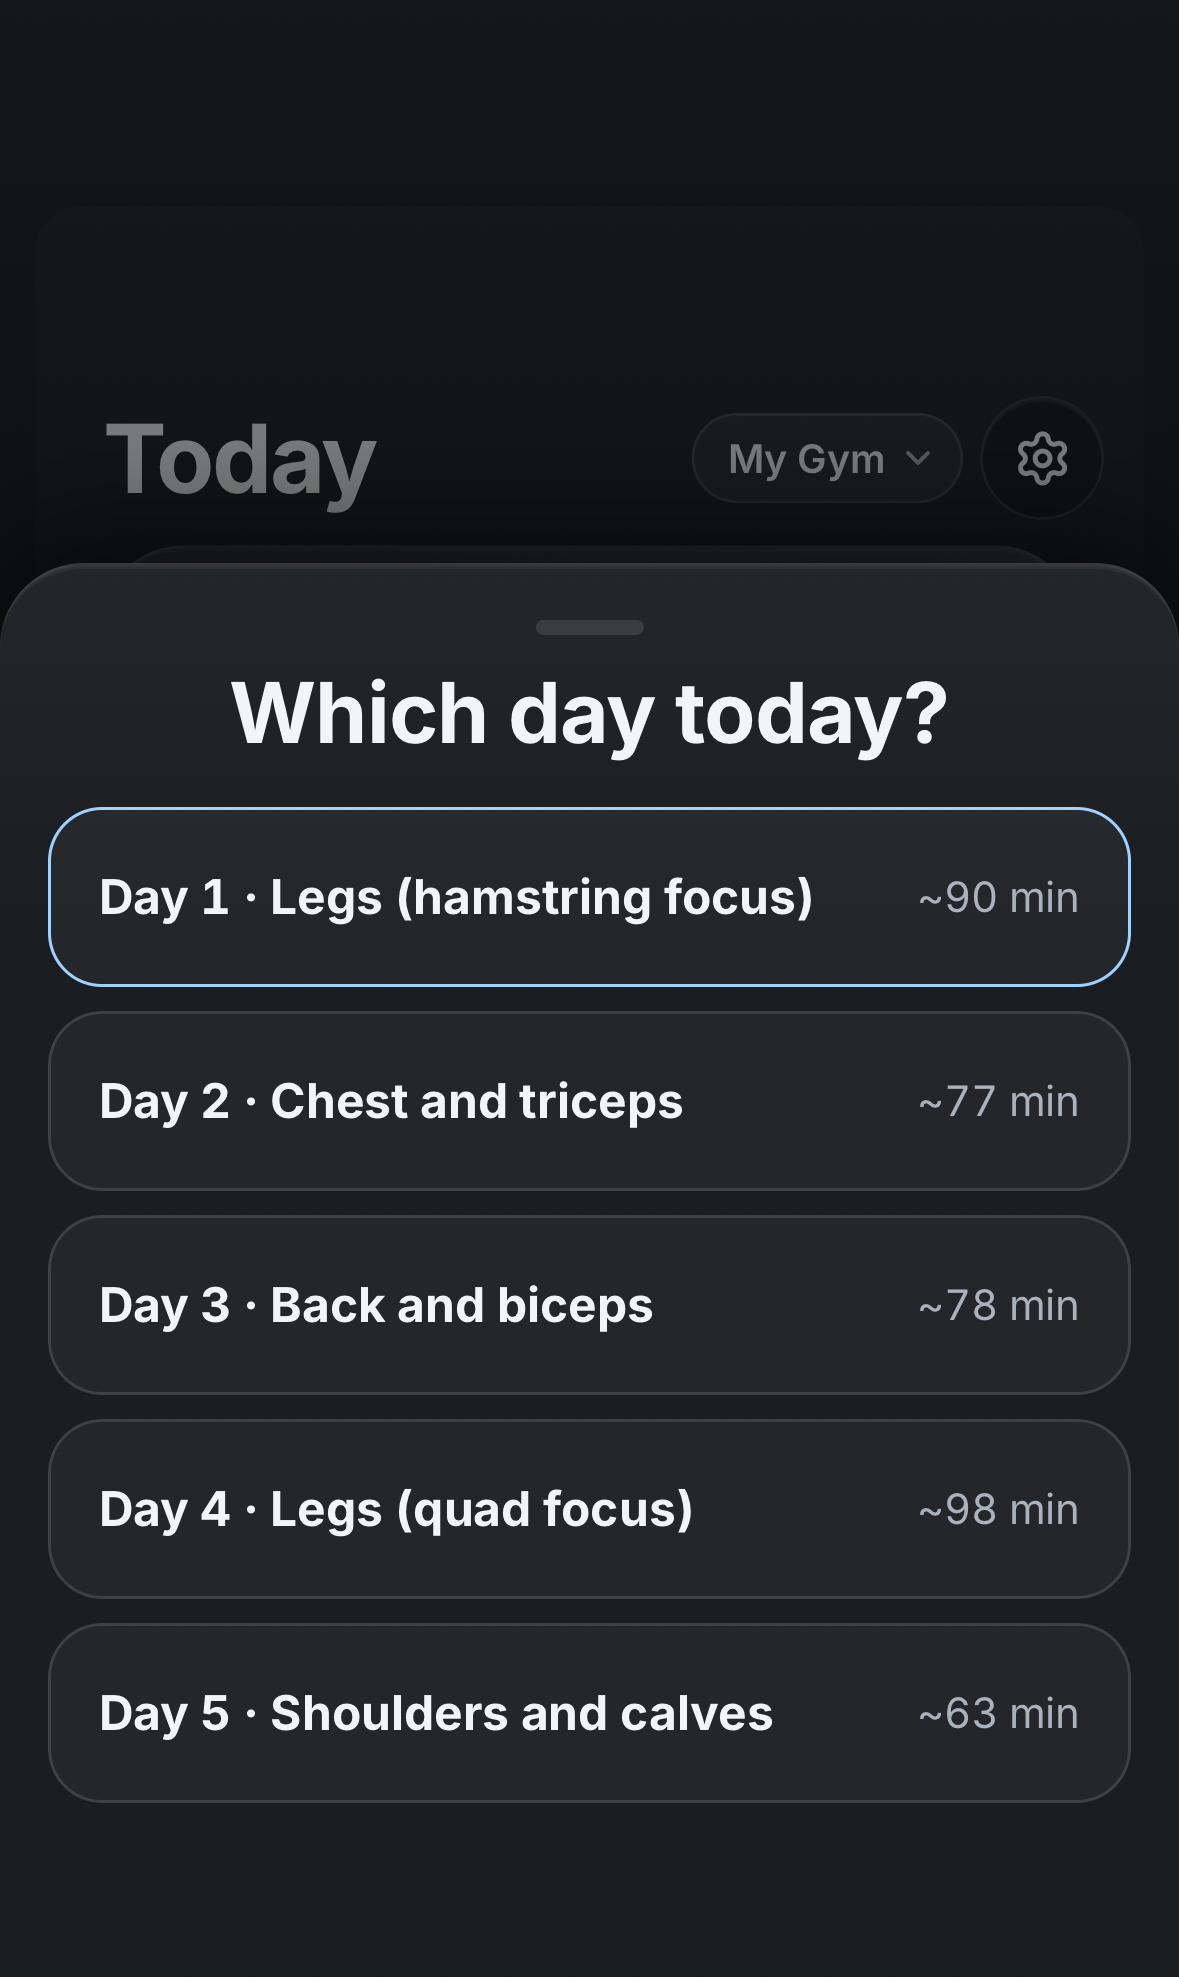 Today
My Gym
Which day today?
Day 1 · Legs (hamstring focus) ~90 min
Day 2 · Chest and triceps ~77 min
Day 3 · Back and biceps ~78 min
Day 4 · Legs (quad focus) ~98 min
Day 5 · Shoulders and calves ~63 min